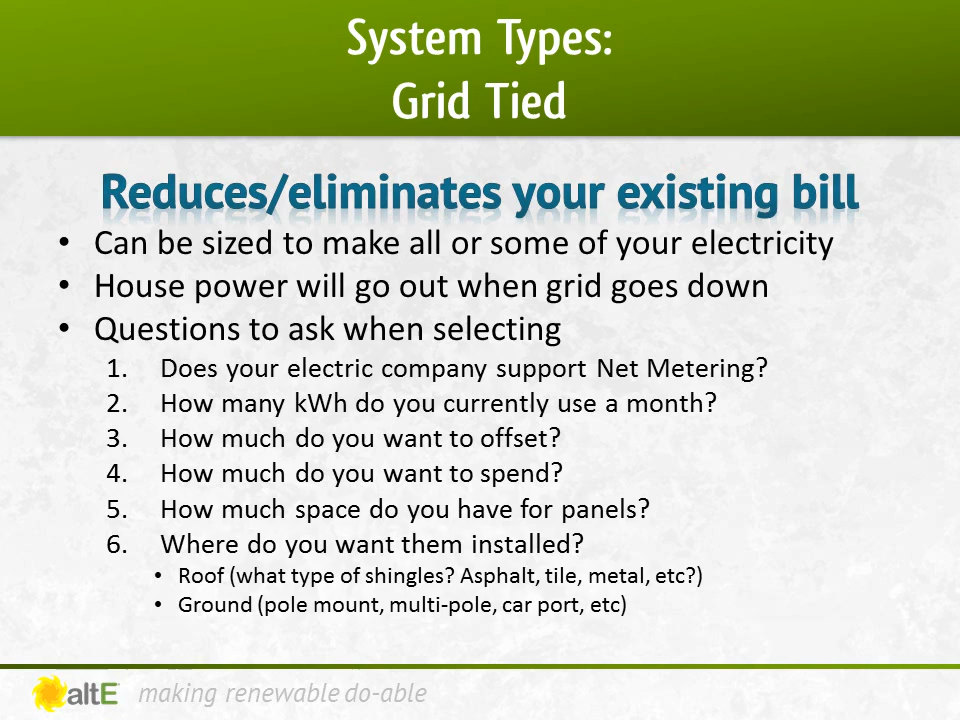 System Types:
Grid Tied
Reduces/eliminates your existing bill
• Can be sized to make all or some of your electricity
• House power will go out when grid goes down
• Questions to ask when selecting
1. Does your electric company support Net Metering?
2. How many kWh do you currently use a month?
3. How much do you want to offset?
4. How much do you want to spend?
5. How much space do you have for panels?
6. Where do you want them installed?
• Roof (what type of shingles? Asphalt, tile, metal, etc?)
• Ground (pole mount, multi-pole, car port, etc)
altE making renewable do-able